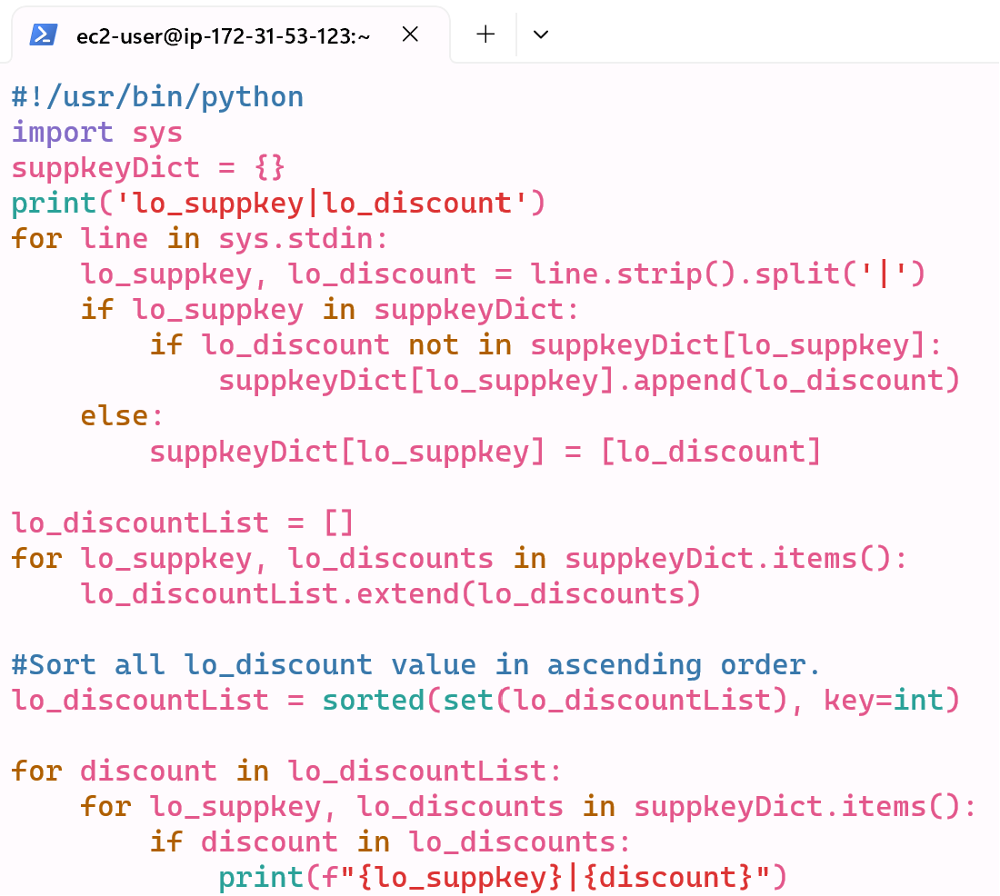 ec2-user@ip-172-31-53-123:~
#!/usr/bin/python
import sys
suppkeyDict = {}
print('lo_suppkey|lo_discount')
for line in sys.stdin:
    lo_suppkey, lo_discount = line.strip().split('|')
    if lo_suppkey in suppkeyDict:
        if lo_discount not in suppkeyDict[lo_suppkey]:
            suppkeyDict[lo_suppkey].append(lo_discount)
    else:
        suppkeyDict[lo_suppkey] = [lo_discount]

lo_discountList = []
for lo_suppkey, lo_discounts in suppkeyDict.items():
    lo_discountList.extend(lo_discounts)

#Sort all lo_discount value in ascending order.
lo_discountList = sorted(set(lo_discountList), key=int)

for discount in lo_discountList:
    for lo_suppkey, lo_discounts in suppkeyDict.items():
        if discount in lo_discounts:
            print(f"{lo_suppkey}|{discount}")